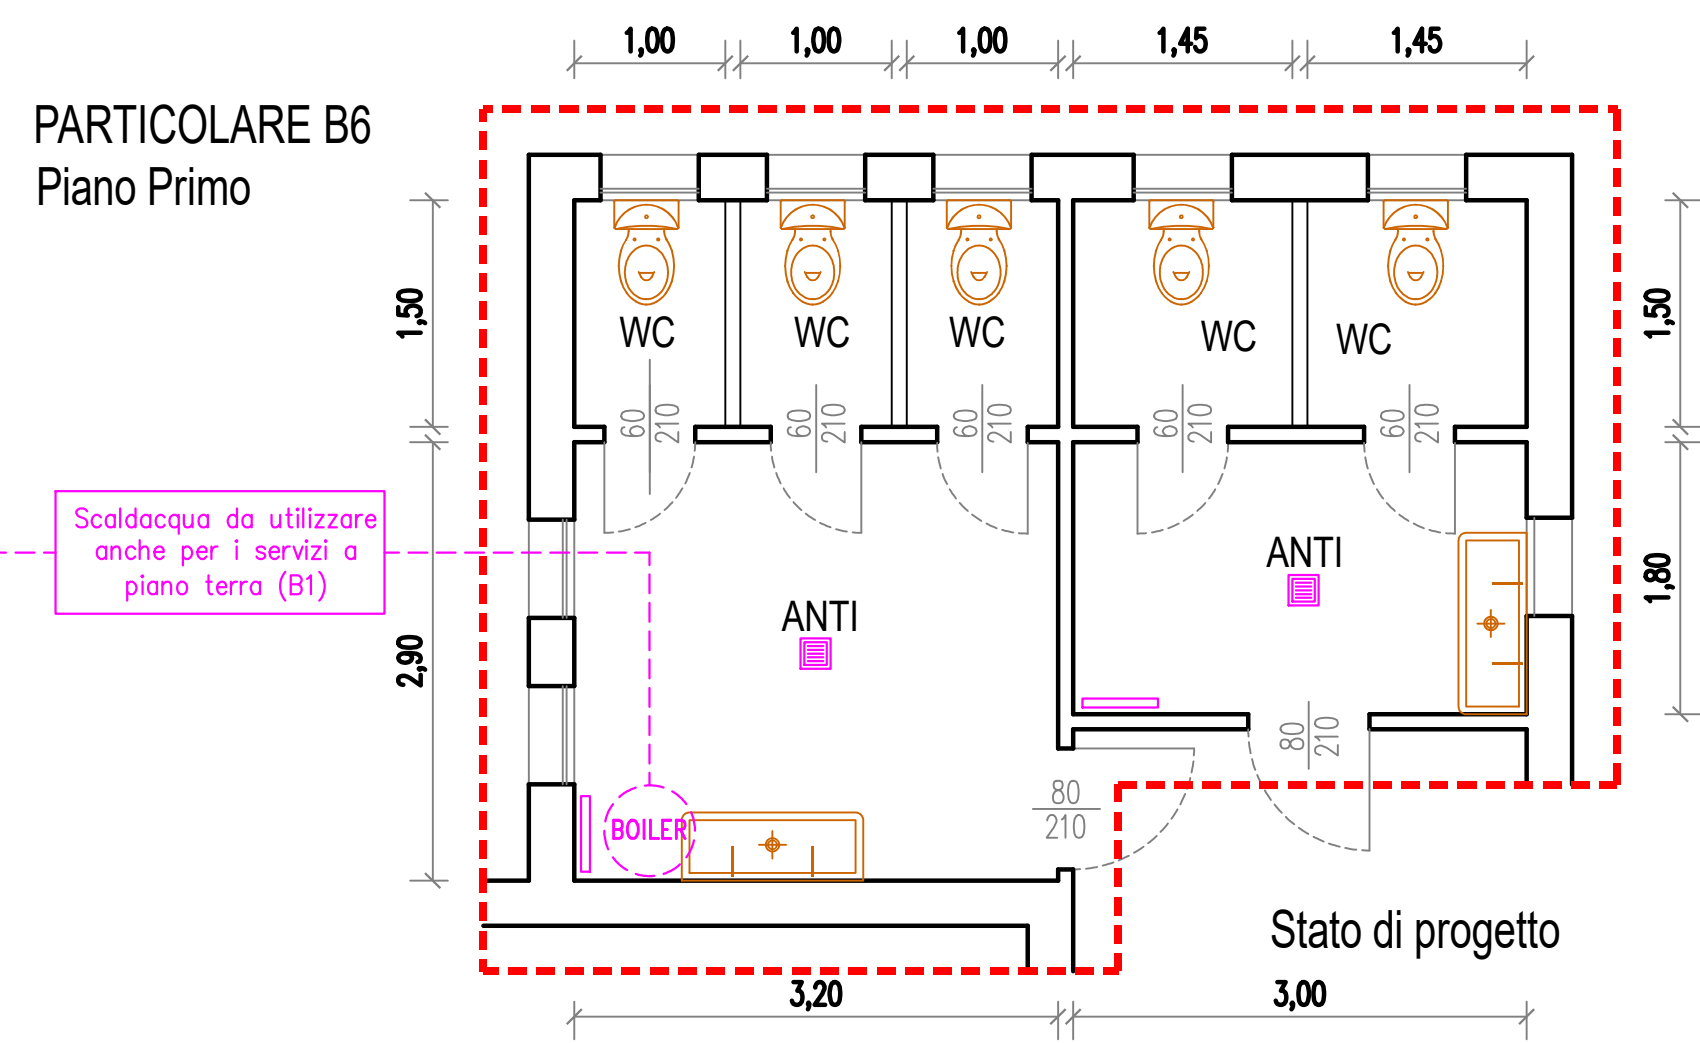 1,00
1,00
1,00
1,45
1,45
PARTICOLARE B6
Piano Primo
1,50
1,50
WC
WC
WC
WC
WC
60
210
60
210
60
210
60
210
60
210
Scaldacqua da utilizzare
anche per i servizi a
piano terra (B1)
ANTI
ANTI
1,80
2,90
80
210
80
210
BOILER
Stato di progetto
3,20
3,00